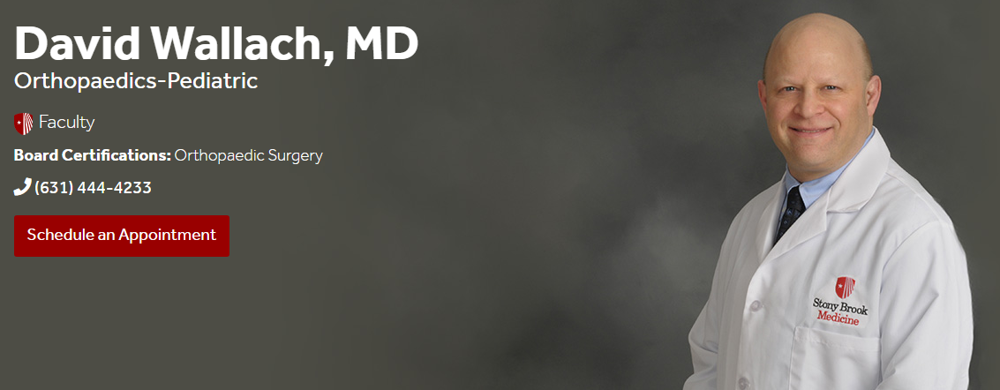 David Wallach, MD
Orthopaedics-Pediatric
Faculty
Board Certifications: Orthopaedic Surgery
(631) 444-4233
Schedule an Appointment
Stony Brook
Medicine